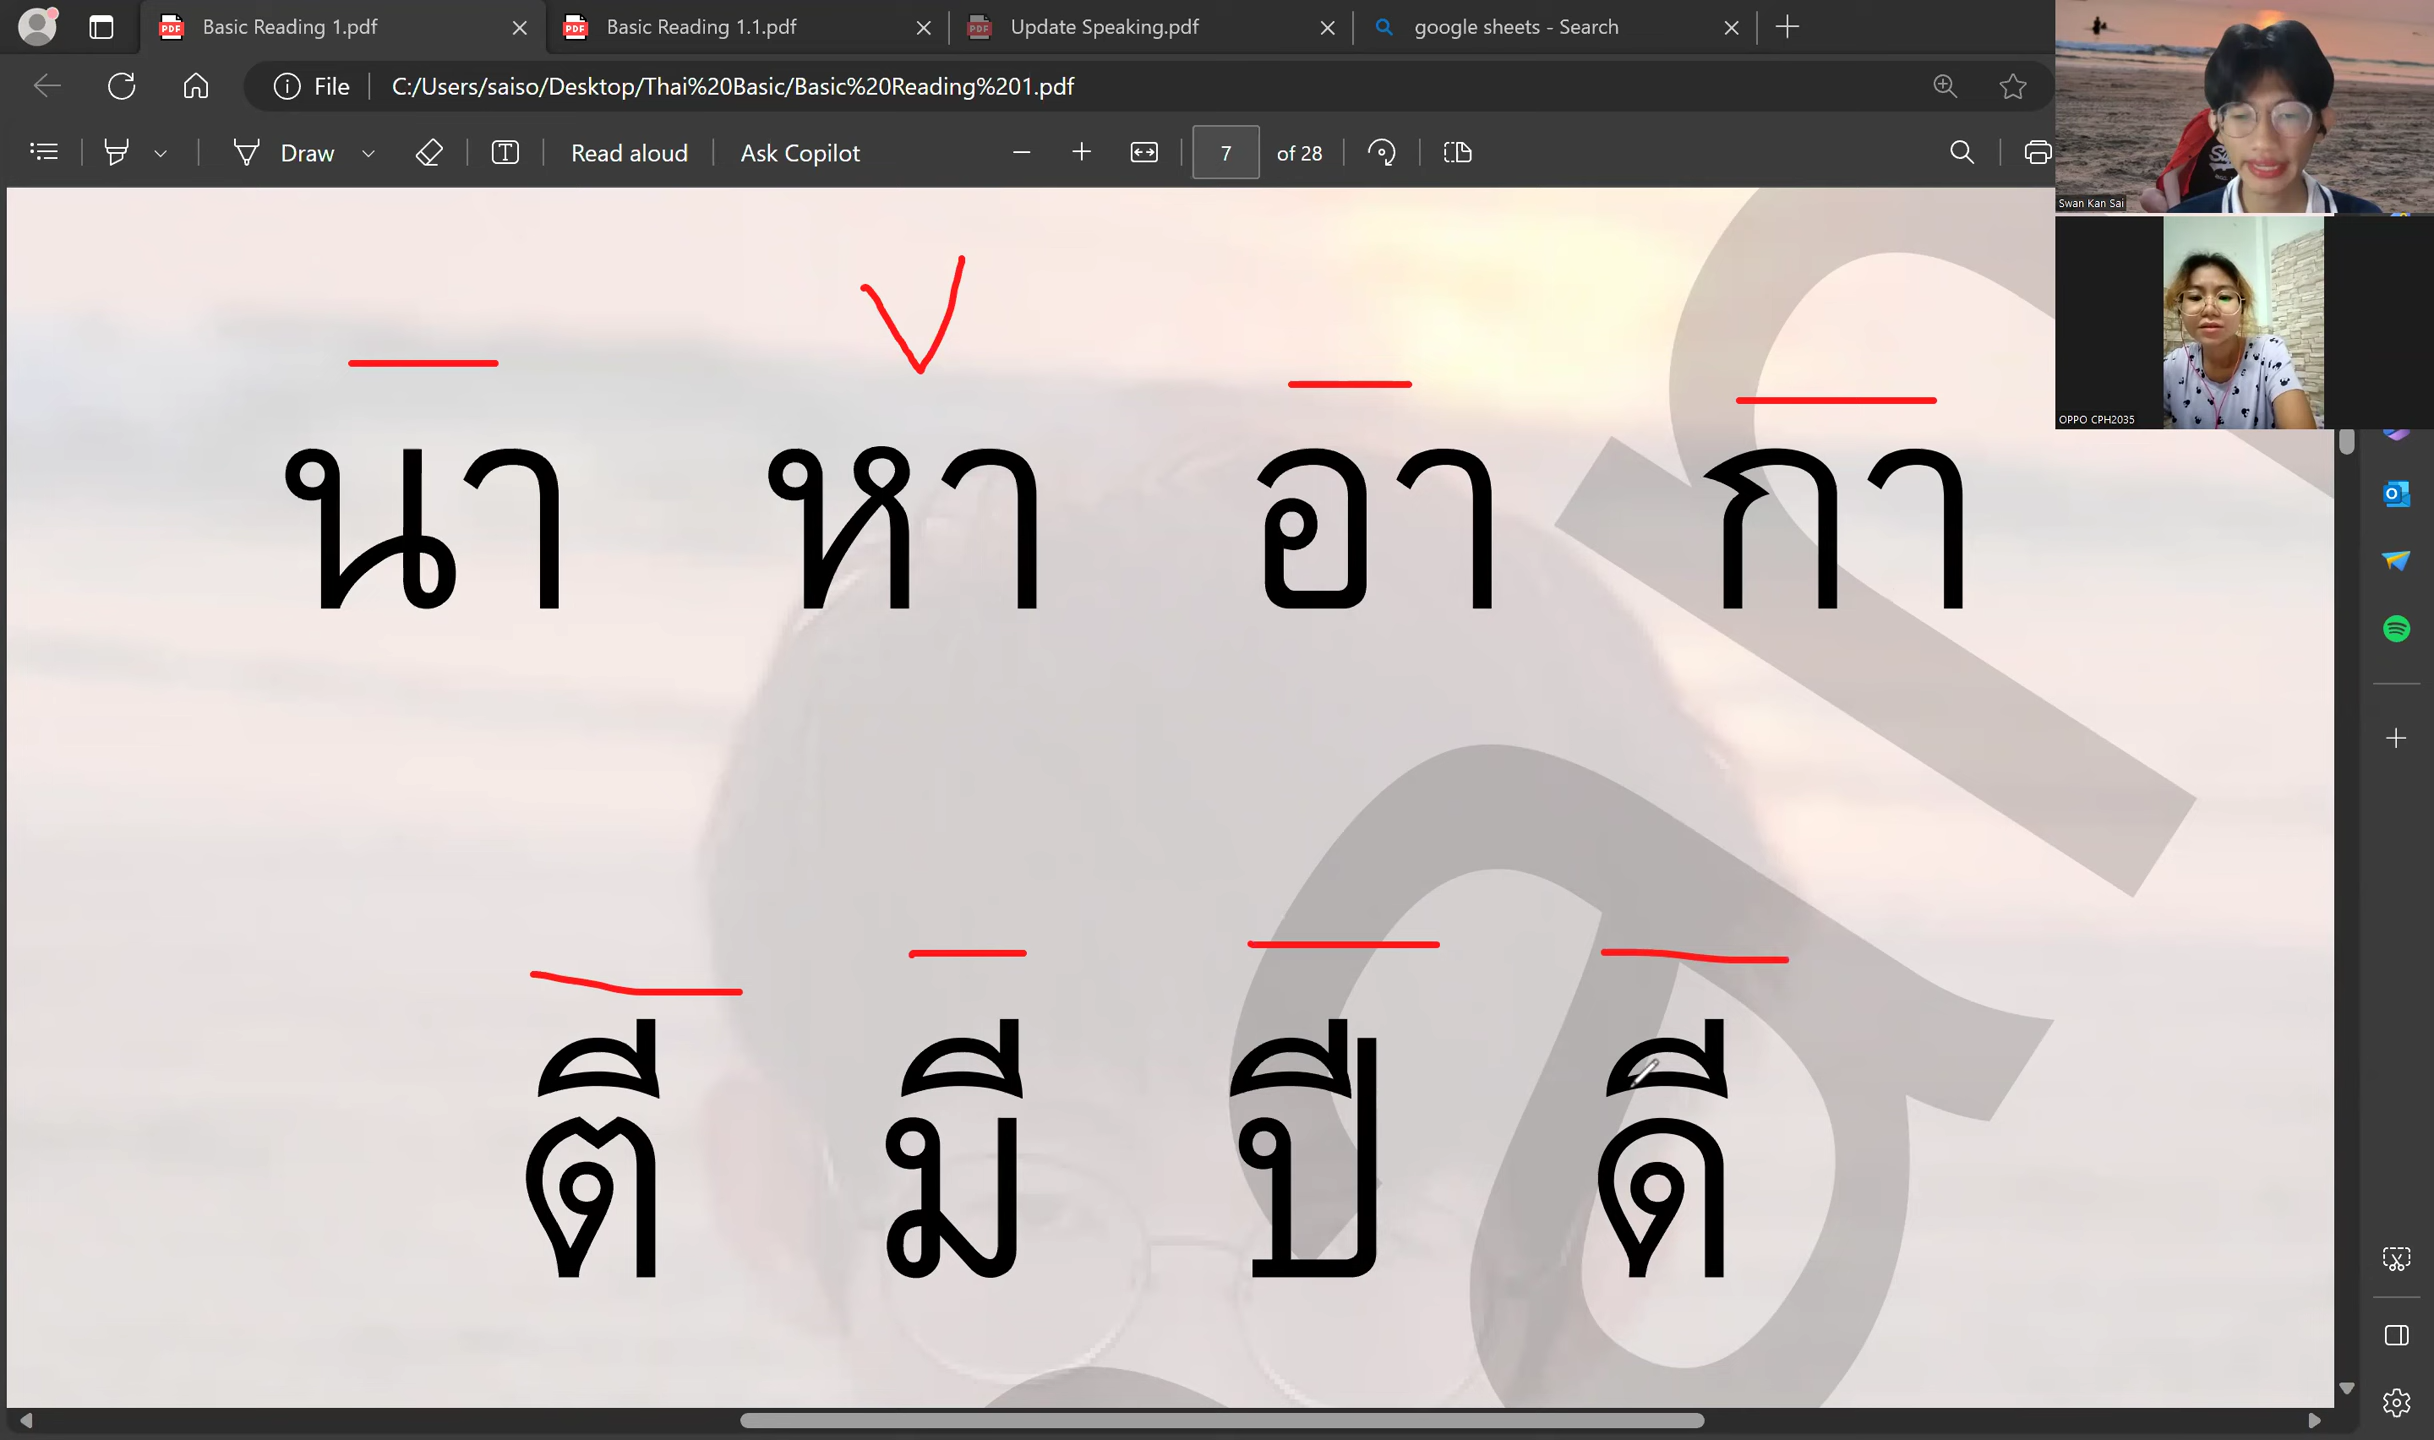 Basic Reading 1.pdf
Basic Reading 1.1.pdf
Update Speaking.pdf
google sheets - Search
File
C:/Users/saiso/Desktop/Thai%20Basic/Basic%20Reading%201.pdf
Draw
Read aloud
Ask Copilot
7 of 28
Swan Kan Sai
OPPO CPH2035
นา หา อา กา
ตี มี ปี ดี